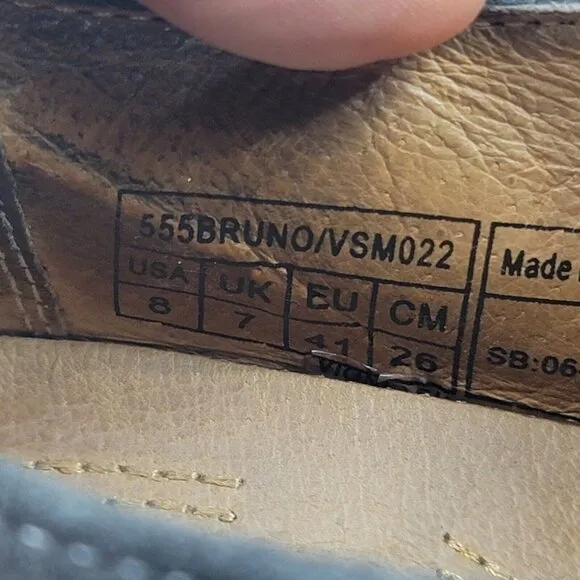 555BRUNO/VSM022
USA UK EU CM
8 7 41 26
Made
SB:06